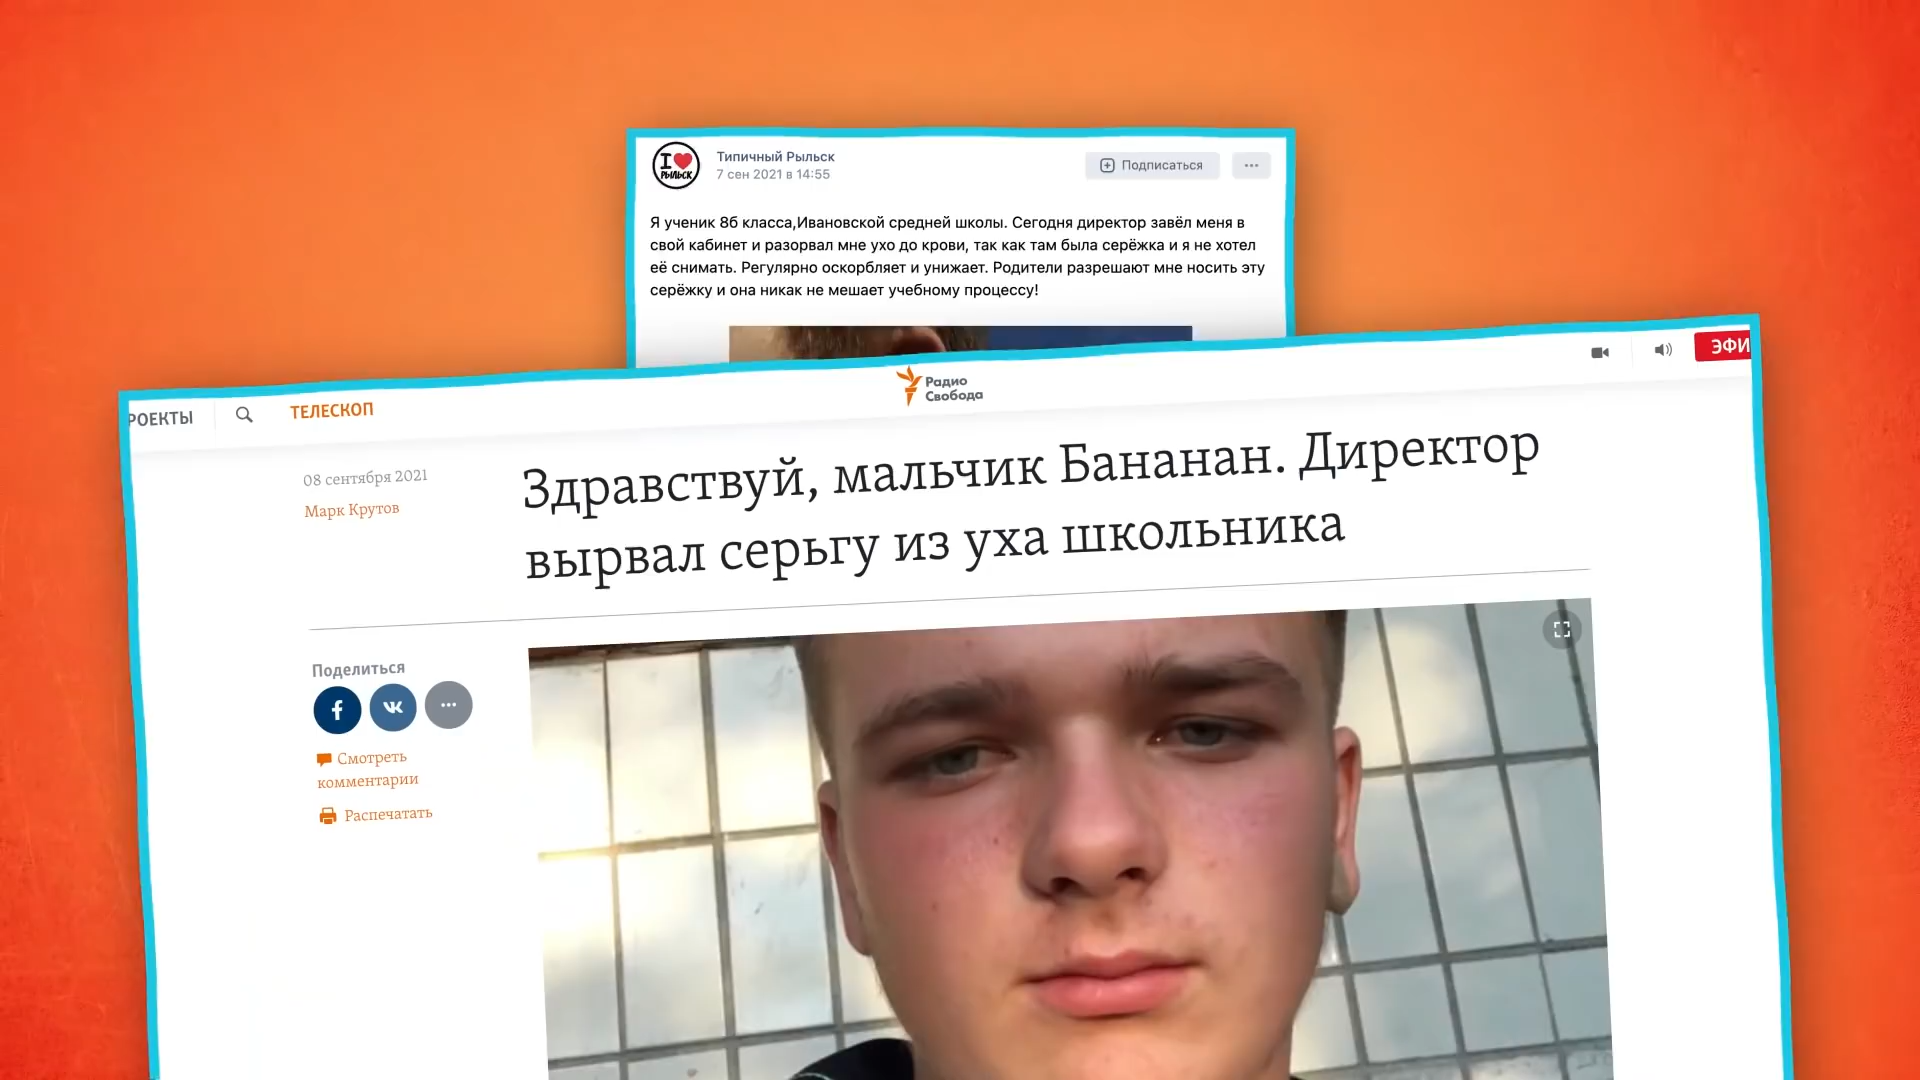 I
РЫЛЬСК
Типичный Рыльск
7 сен 2021 в 14:55
Подписаться
Я ученик 8б класса,Ивановской средней школы. Сегодня директор завёл меня в
свой кабинет и разорвал мне ухо до крови, так как там была серёжка и я не хотел
её снимать. Регулярно оскорбляет и унижает. Родители разрешают мне носить эту
серёжку и она никак не мешает учебному процессу!
РОЕКТЫ
ТЕЛЕСКОП
Радио
Свобода
ЭФИ
08 сентября 2021
Марк Крутов
Здравствуй, мальчик Бананан. Директор
вырвал серьгу из уха школьника
Поделиться
Смотреть
комментарии
Распечатать